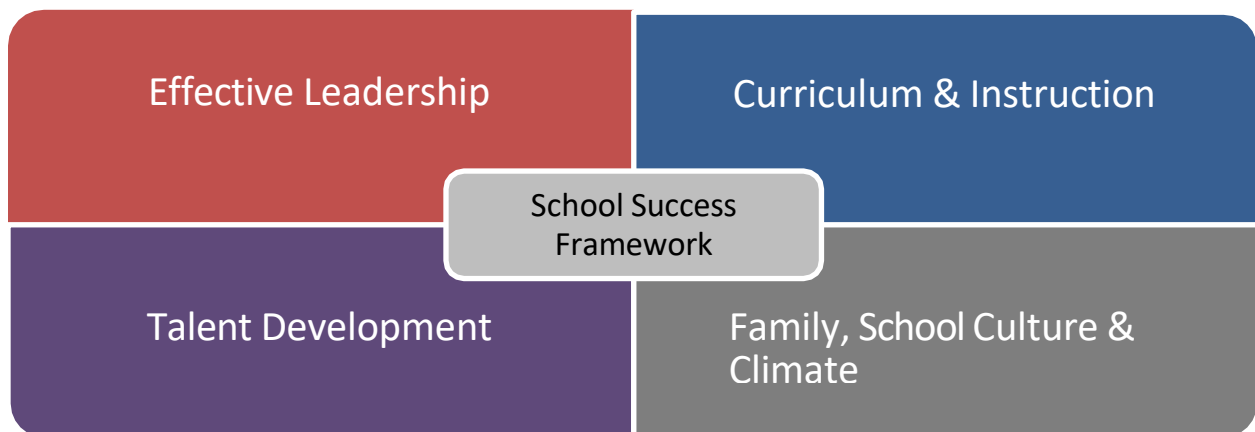 Effective Leadership
Curriculum & Instruction
School Success
Framework
Talent Development
Family, School Culture &
Climate